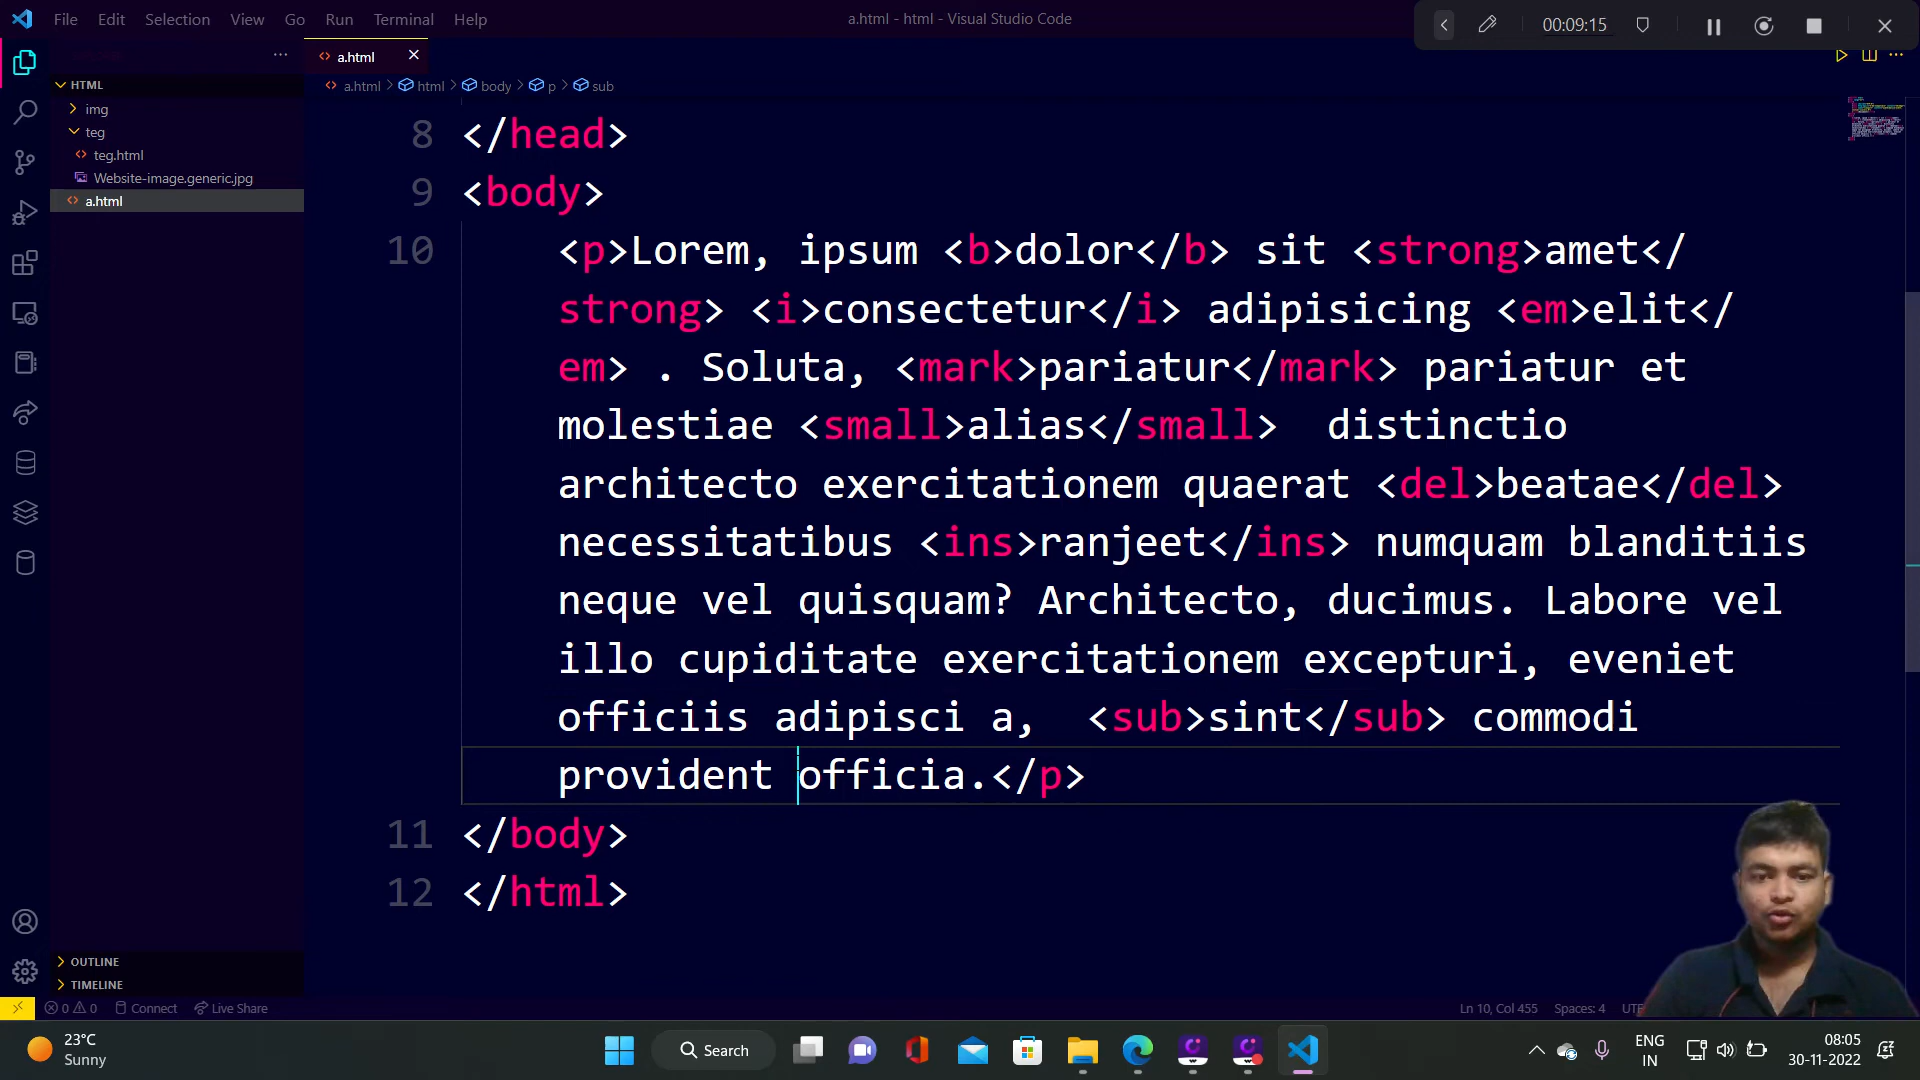 File Edit Selection View Go Run Terminal Help
a.html - html - Visual Studio Code
00:09:15
a.html
HTML
a.html > html > body > p > sub
img
teg
teg.html
Website-image.generic.jpg
a.html
8 </head>
9 <body>
10 <p>Lorem, ipsum <b>dolor</b> sit <strong>amet</
strong> <i>consectetur</i> adipisicing <em>elit</
em> . Soluta, <mark>pariatur</mark> pariatur et
molestiae <small>alias</small>  distinctio
architecto exercitationem quaerat <del>beatae</del>
necessitatibus <ins>ranjeet</ins> numquam blanditiis
neque vel quisquam? Architecto, ducimus. Labore vel
illo cupiditate exercitationem excepturi, eveniet
officiis adipisci a,  <sub>sint</sub> commodi
provident officia.</p>
11 </body>
12 </html>
OUTLINE
TIMELINE
0 0 Connect Live Share
Ln 10, Col 455 Spaces: 4
23°C
Sunny
Search
ENG
IN
08:05
30-11-2022